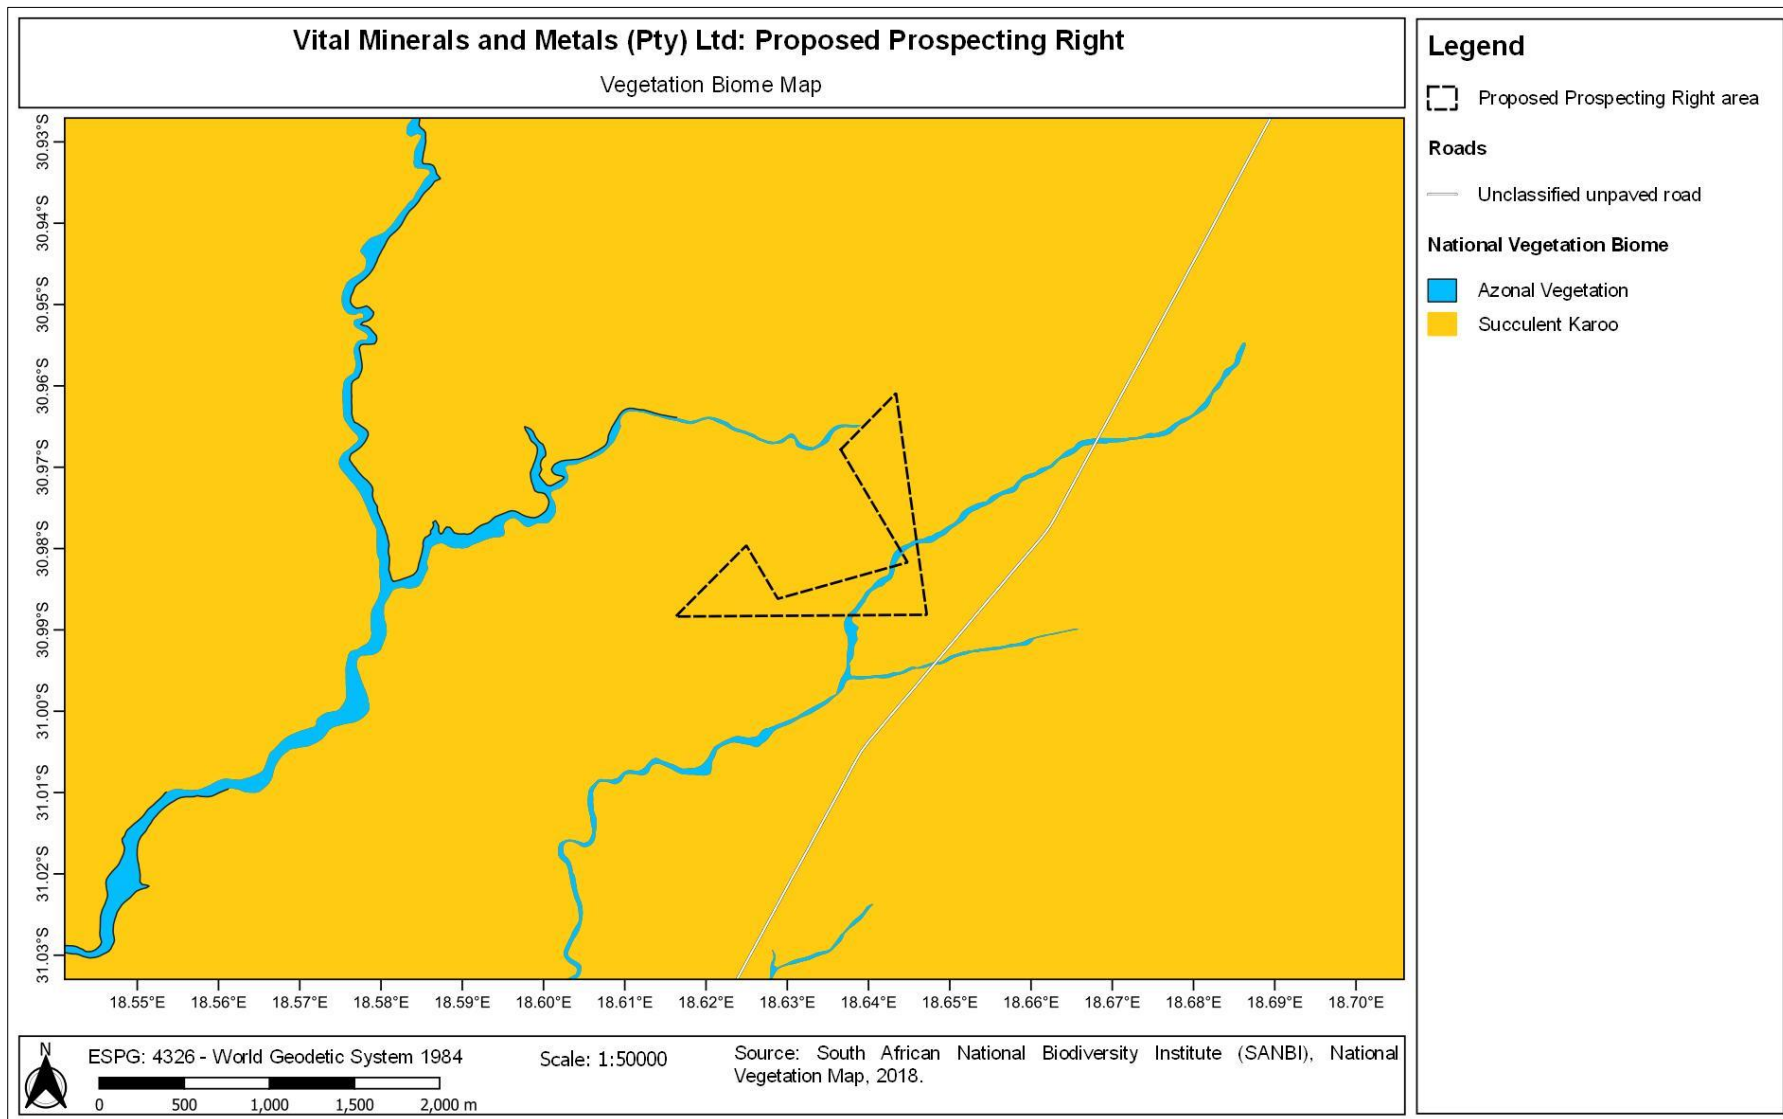 Vital Minerals and Metals (Pty) Ltd: Proposed Prospecting Right
Vegetation Biome Map
Legend
Proposed Prospecting Right area
Roads
Unclassified unpaved road
National Vegetation Biome
Azonal Vegetation
Succulent Karoo
30.93°S
30.94°S
30.95°S
30.96°S
30.97°S
30.98°S
30.99°S
31.00°S
31.01°S
31.02°S
31.03°S
18.55°E 18.56°E 18.57°E 18.58°E 18.59°E 18.60°E 18.61°E 18.62°E 18.63°E 18.64°E 18.65°E 18.66°E 18.67°E 18.68°E 18.69°E 18.70°E
N
ESPG: 4326 - World Geodetic System 1984
0 500 1,000 1,500 2,000 m
Scale: 1:50000
Source: South African National Biodiversity Institute (SANBI), National
Vegetation Map, 2018.